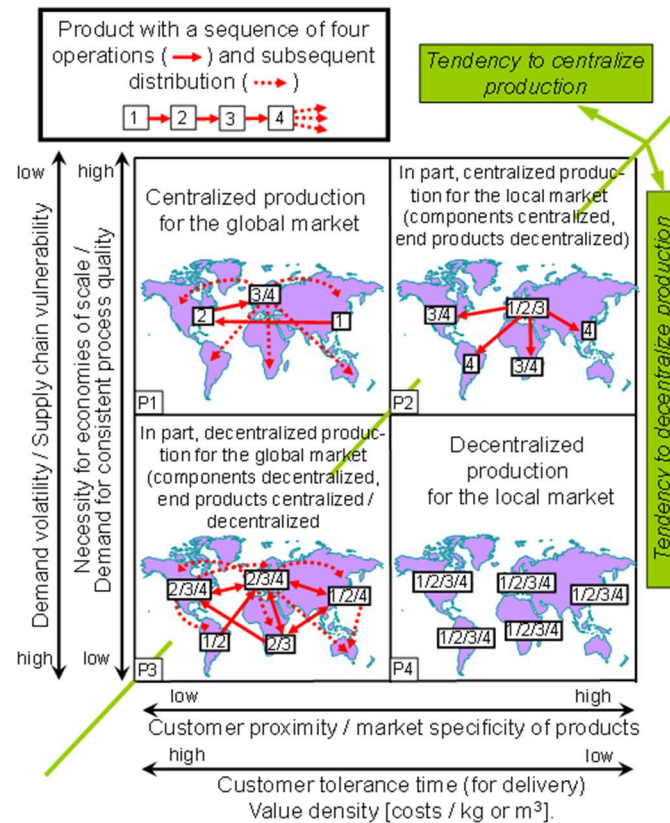 Product with a sequence of four
operations ( ) and subsequent
distribution ( )
1 2 3 4
Tendency to centralize
production
Tendency to decentralize production
low
high
Demand volatility / Supply chain vulnerability
high
low
Necessity for economies of scale /
Demand for consistent process quality
Centralized production
for the global market
3/4
2
1
P1
In part, centralized produc-
tion for the local market
(components centralized,
end products decentralized)
3/4
1/2/3
4
4
3/4
P2
In part, decentralized produc-
tion for the global market
(components decentralized,
end products centralized /
decentralized
2/3/4
2/3/4
1/2/4
1/2
2/3
P3
Decentralized
production
for the local market
1/2/3/4
1/2/3/4
1/2/3/4
1/2/3/4
1/2/3/4
P4
low
high
Customer proximity / market specificity of products
high
low
Customer tolerance time (for delivery)
Value density [costs / kg or m³].